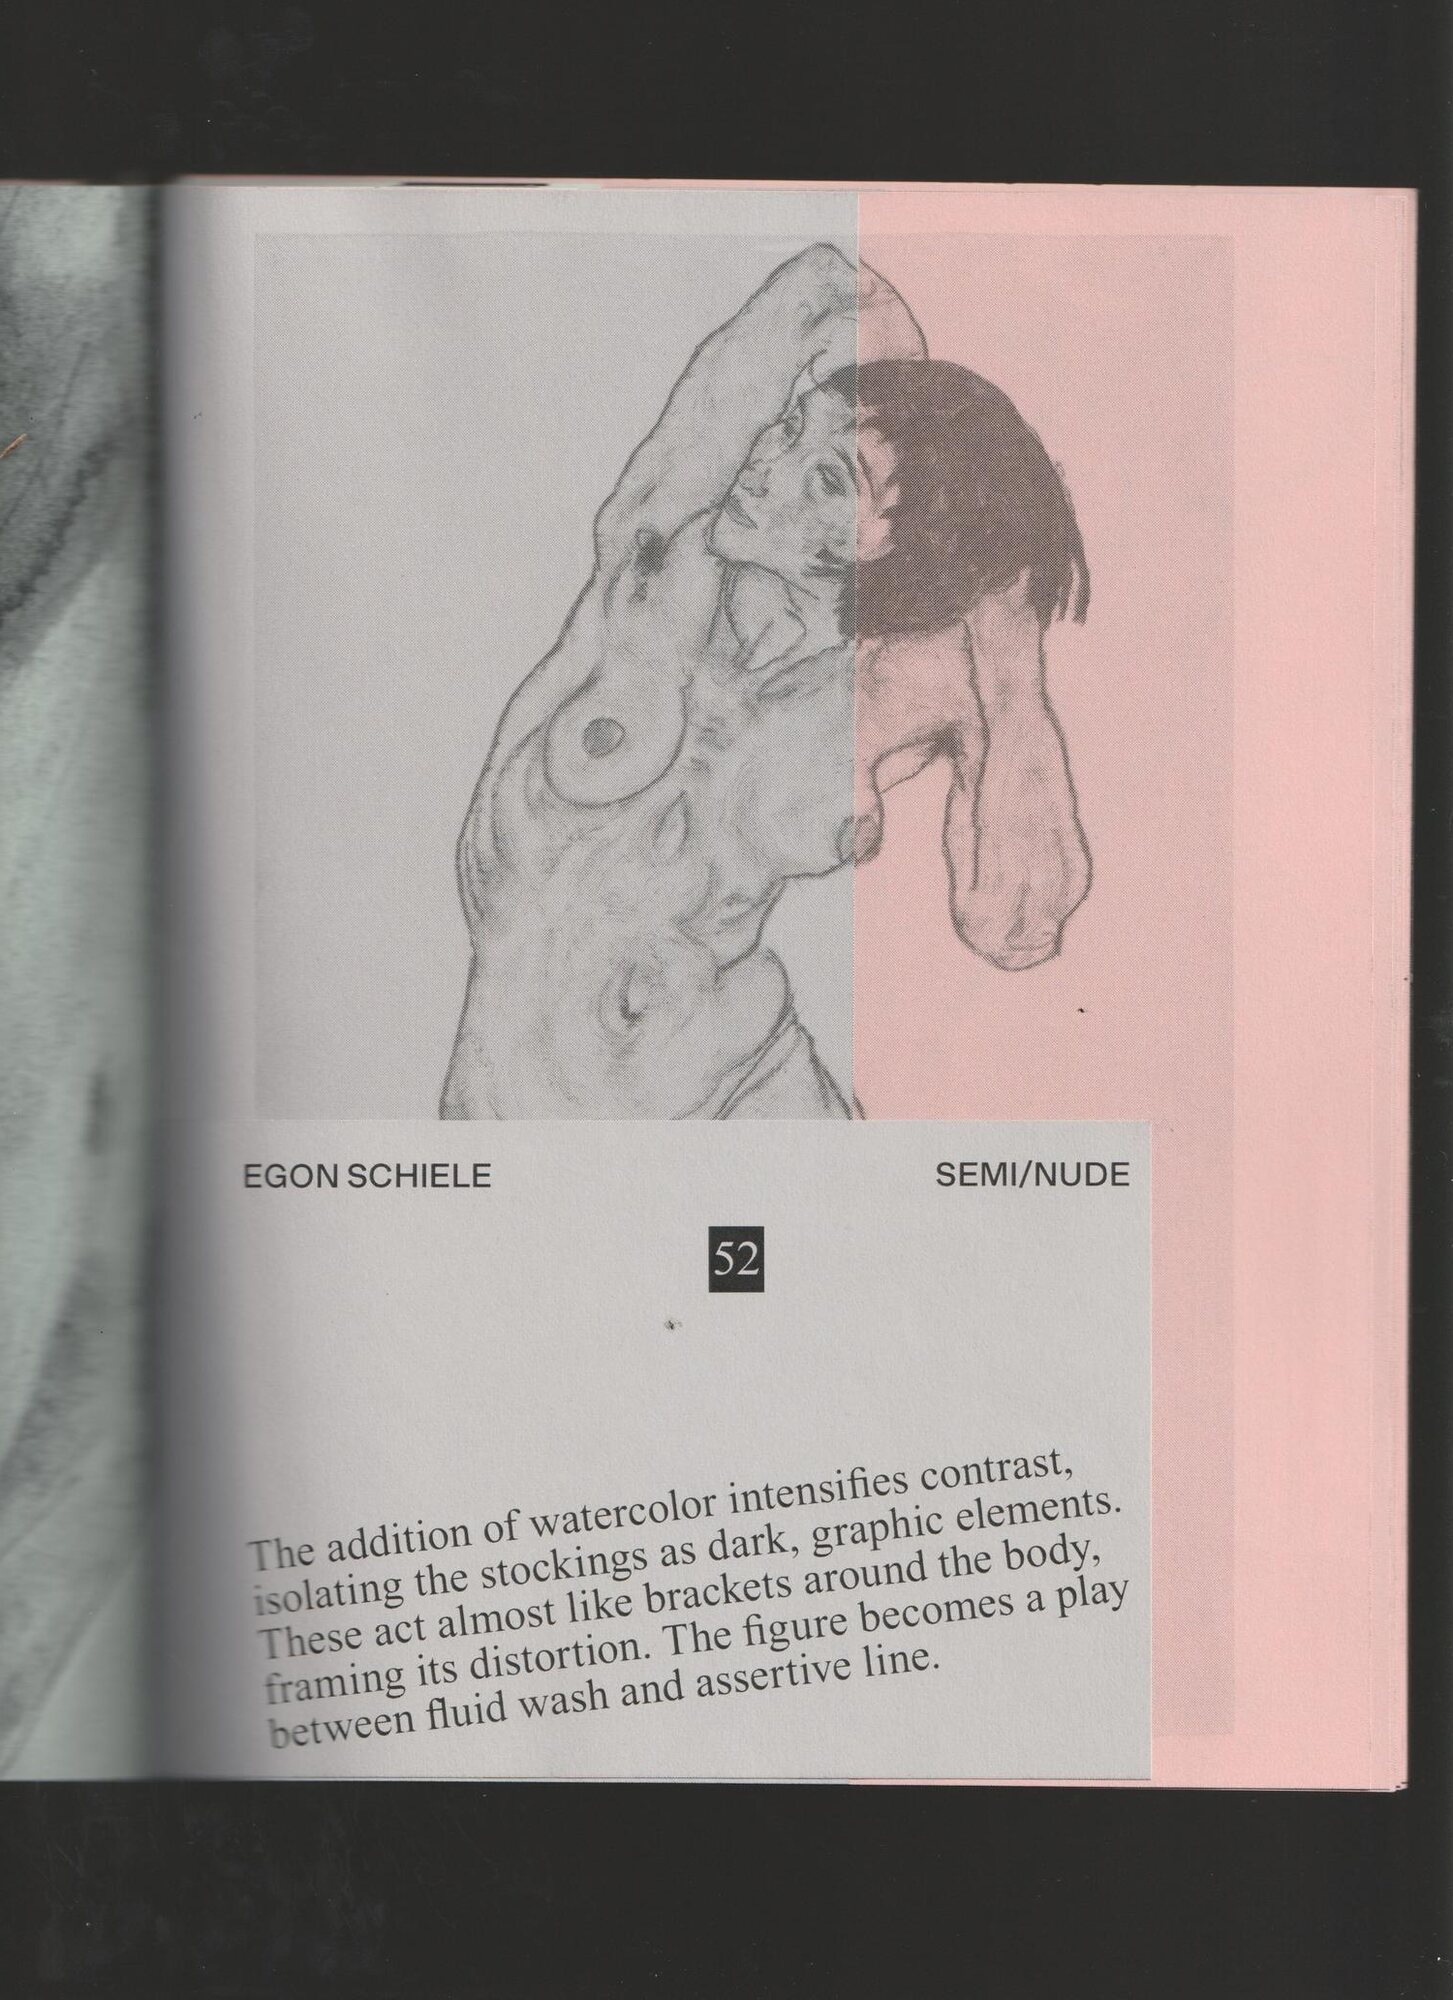 EGON SCHIELE
SEMI/NUDE
52
The addition of watercolor intensifies contrast,
isolating the stockings as dark, graphic elements.
These act almost like brackets around the body,
framing its distortion. The figure becomes a play
between fluid wash and assertive line.